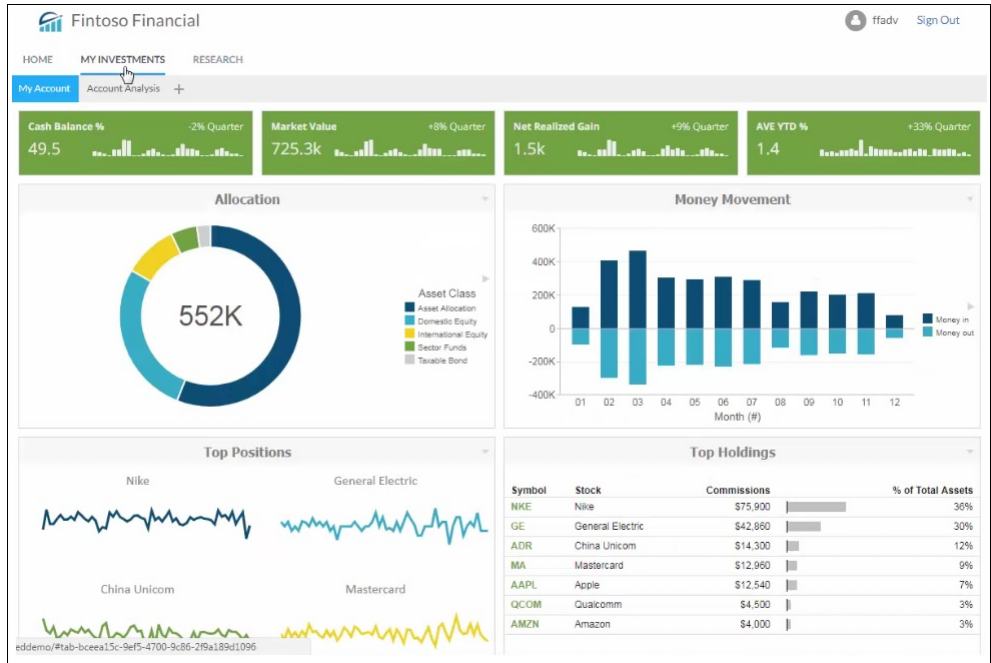 Fintoso Financial
ffadv Sign Out
HOME MY INVESTMENTS RESEARCH
My Account Account Analysis +
Cash Balance % -2% Quarter
49.5
Market Value +8% Quarter
725.3k
Net Realized Gain +9% Quarter
1.5k
AVE YTD % +33% Quarter
1.4
Allocation
552K
Asset Class
Asset Allocation
Domestic Equity
International Equity
Sector Funds
Taxable Bond
Money Movement
600K
400K
200K
0
-200K
-400K
01 02 03 04 05 06 07 08 09 10 11 12
Month (#)
Money in
Money out
Top Positions
Nike General Electric
China Unicom Mastercard
Top Holdings
Symbol Stock Commissions % of Total Assets
NKE Nike $75,900 36%
GE General Electric $42,860 30%
ADR China Unicom $14,300 12%
MA Mastercard $12,960 9%
AAPL Apple $12,540 7%
QCOM Qualcomm $4,500 3%
AMZN Amazon $4,000 3%
eddemo/#tab-bceea15c-9ef5-4700-9c86-2f9a189d1096